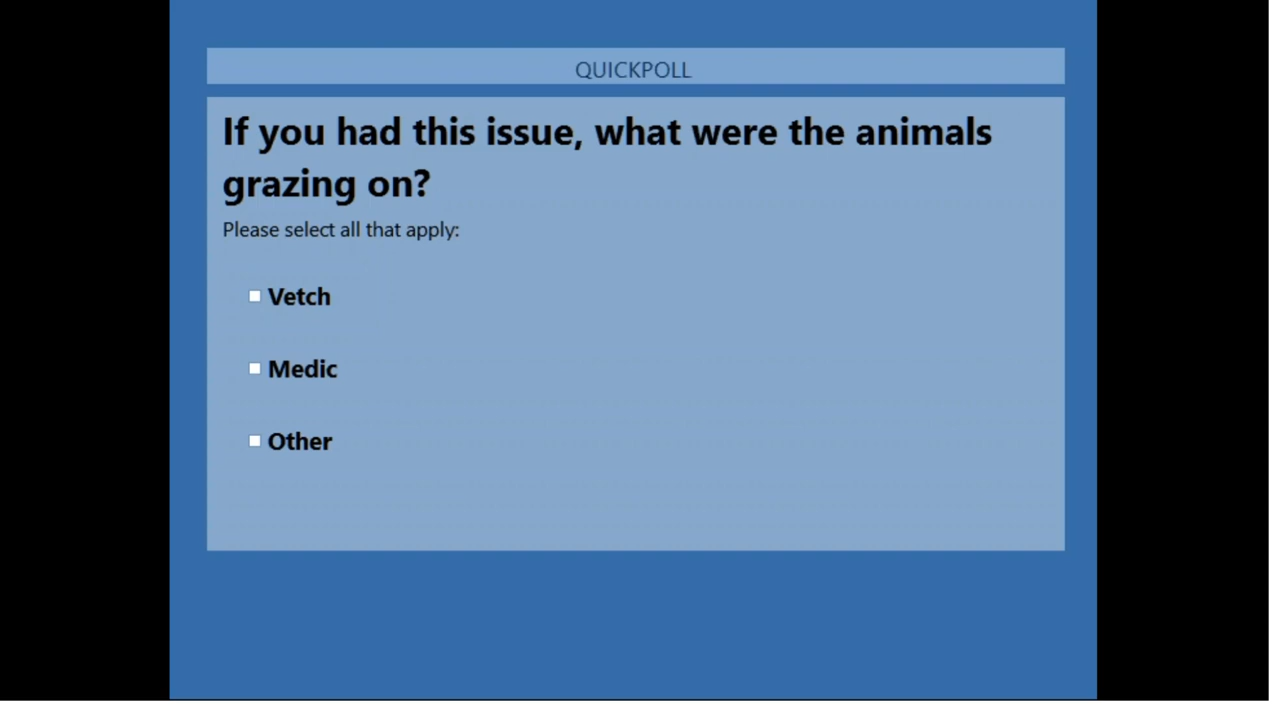 QUICKPOLL
If you had this issue, what were the animals
grazing on?
Please select all that apply:
Vetch
Medic
Other